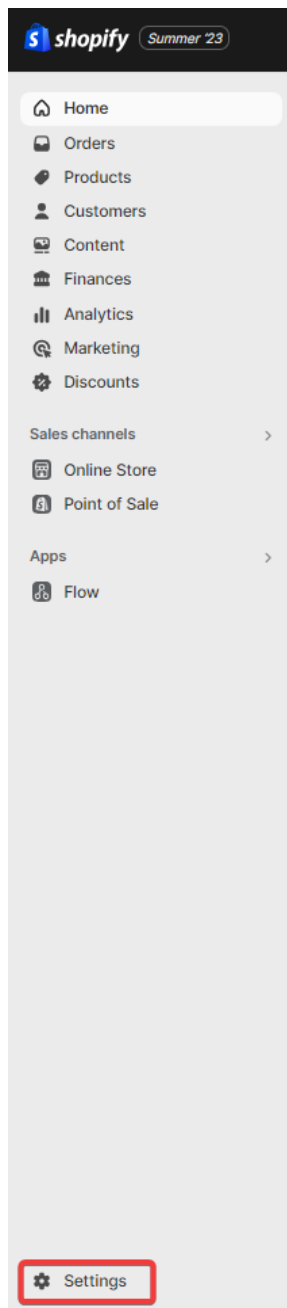 shopify Summer '23
Home
Orders
Products
Customers
Content
Finances
Analytics
Marketing
Discounts
Sales channels
Online Store
Point of Sale
Apps
Flow
Settings